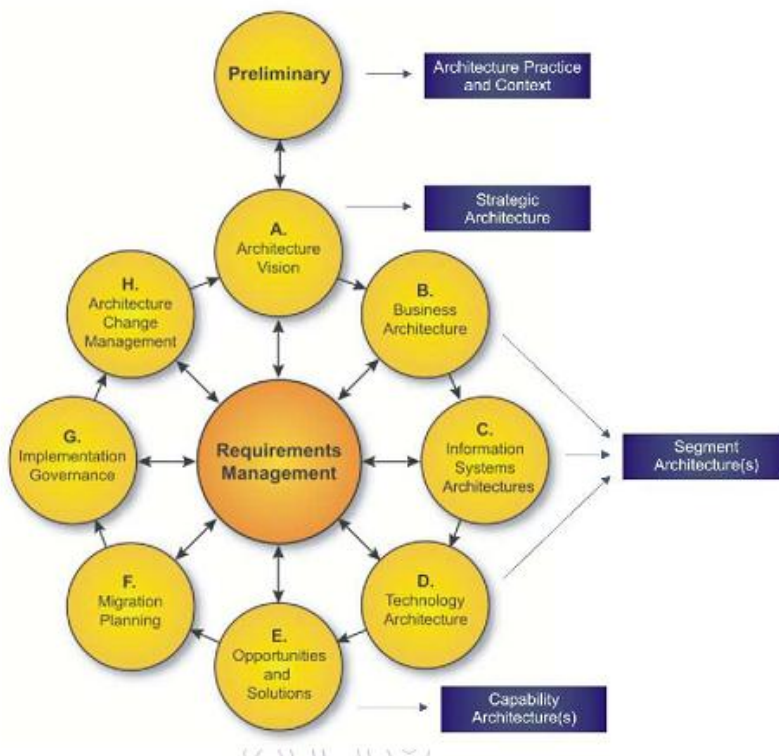 Preliminary
Architecture Practice
and Context
Strategic
Architecture
A.
Architecture
Vision
H.
Architecture
Change
Management
B.
Business
Architecture
G.
Implementation
Governance
Requirements
Management
C.
Information
Systems
Architectures
Segment
Architecture(s)
F.
Migration
Planning
D.
Technology
Architecture
E.
Opportunities
and
Solutions
Capability
Architecture(s)